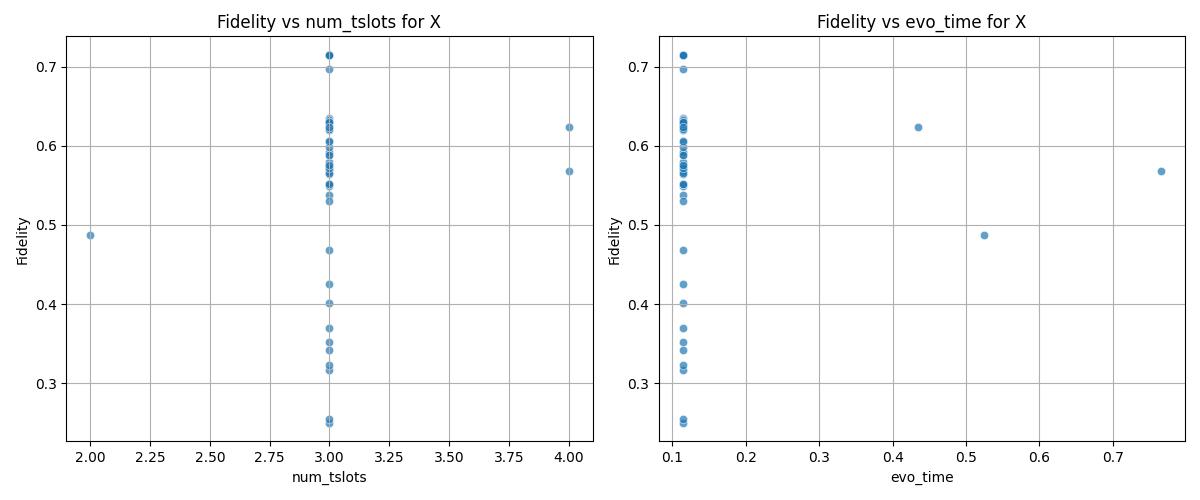 Fidelity vs num_tslots for X
Fidelity
0.7
0.6
0.5
0.4
0.3
2.00 2.25 2.50 2.75 3.00 3.25 3.50 3.75 4.00
num_tslots
Fidelity vs evo_time for X
Fidelity
0.7
0.6
0.5
0.4
0.3
0.1 0.2 0.3 0.4 0.5 0.6 0.7
evo_time